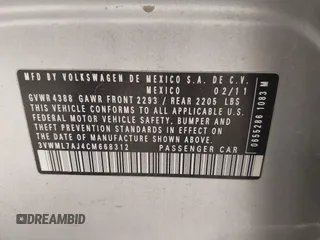 MFD BY VOLKSWAGEN DE MEXICO S.A. DE C.V.
MEXICO 02/11
GVWR 4388 GAWR FRONT 2293 / REAR 2205 LBS
THIS VEHICLE CONFORMS TO ALL APPLICABLE U.S.
FEDERAL MOTOR VEHICLE SAFETY, BUMPER AND
THEFT PREVENTION STANDARDS IN EFFECT ON
THE DATE OF MANUFACTURE SHOWN ABOVE.
3VWML7AJ4CM668312 PASSENGER CAR
0655286 1083 M
DREAMBID